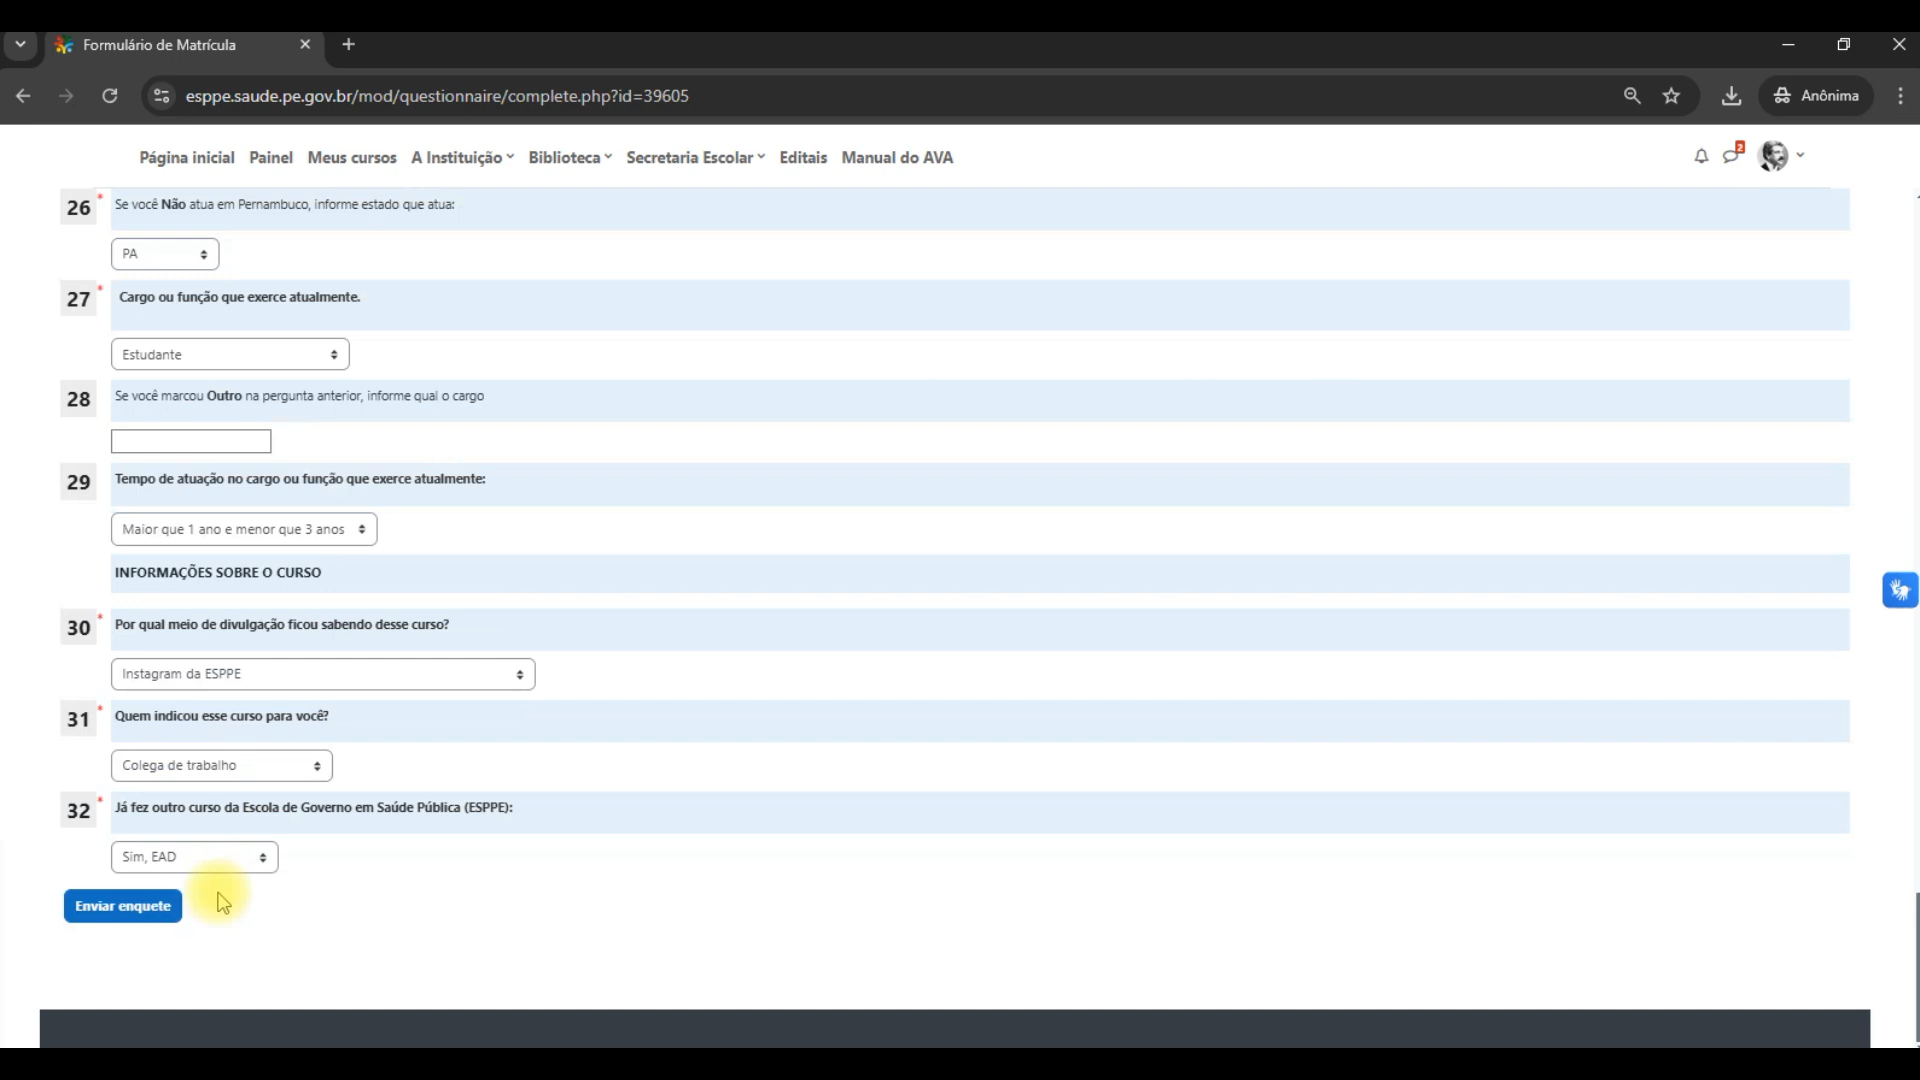 Formulário de Matrícula
esppe.saude.pe.gov.br/mod/questionnaire/complete.php?id=39605
Anônima
Página inicial Painel Meus cursos A Instituição Biblioteca Secretaria Escolar Editais Manual do AVA
2
26 * Se você Não atua em Pernambuco, informe estado que atua:
PA
27 * Cargo ou função que exerce atualmente.
Estudante
28 Se você marcou Outro na pergunta anterior, informe qual o cargo
29 Tempo de atuação no cargo ou função que exerce atualmente:
Maior que 1 ano e menor que 3 anos
INFORMAÇÕES SOBRE O CURSO
30 * Por qual meio de divulgação ficou sabendo desse curso?
Instagram da ESPPE
31 * Quem indicou esse curso para você?
Colega de trabalho
32 * Já fez outro curso da Escola de Governo em Saúde Pública (ESPPE):
Sim, EAD
Enviar enquete